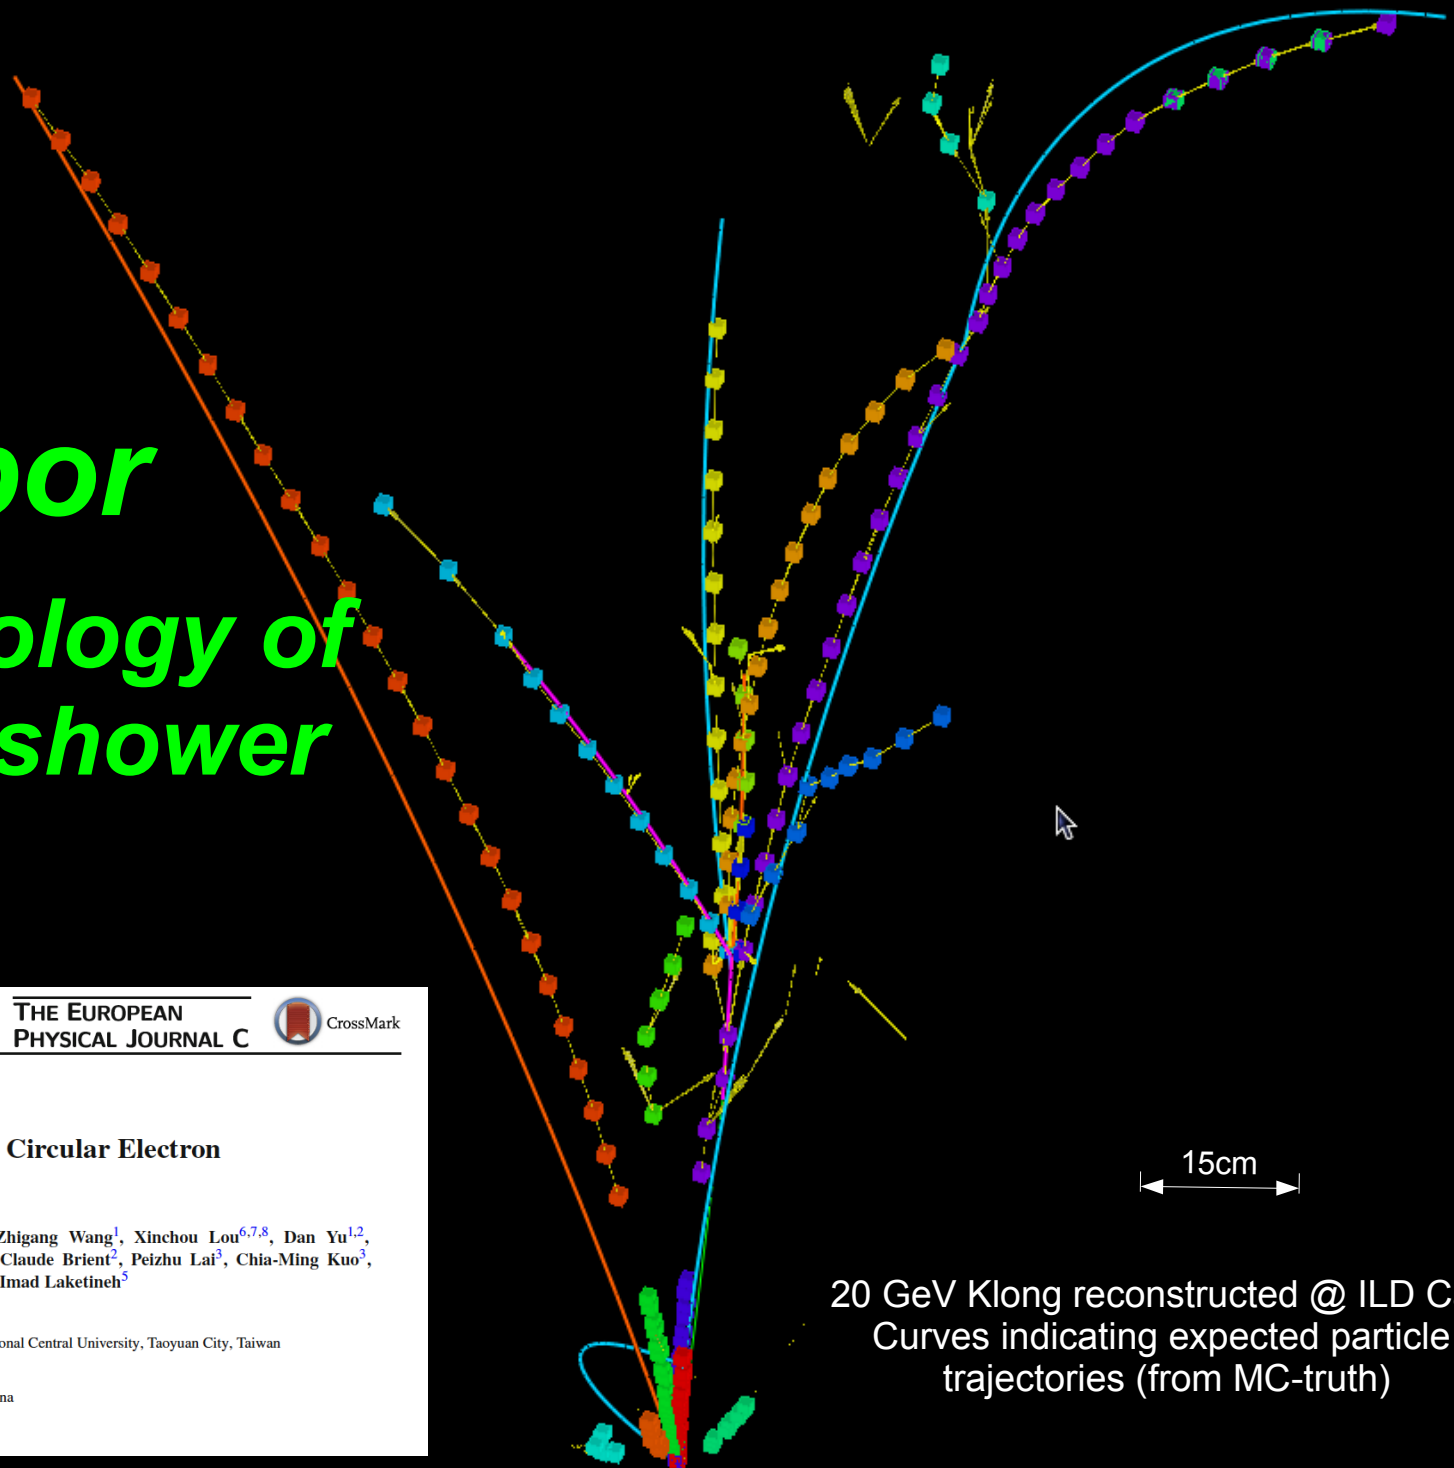 oor
ology of
shower
THE EUROPEAN
PHYSICAL JOURNAL C
CrossMark
Circular Electron
Zhigang Wang1, Xinchou Lou6,7,8, Dan Yu1,2,
Claude Brient2, Peizhu Lai3, Chia-Ming Kuo3,
Imad Laketineh5
onal Central University, Taoyuan City, Taiwan
na
15cm
20 GeV Klong reconstructed @ ILD C
Curves indicating expected particle
trajectories (from MC-truth)